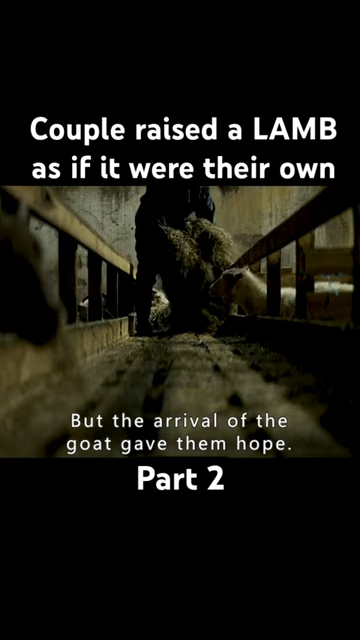 Couple raised a LAMB
as if it were their own
But the arrival of the
goat gave them hope.
Part 2